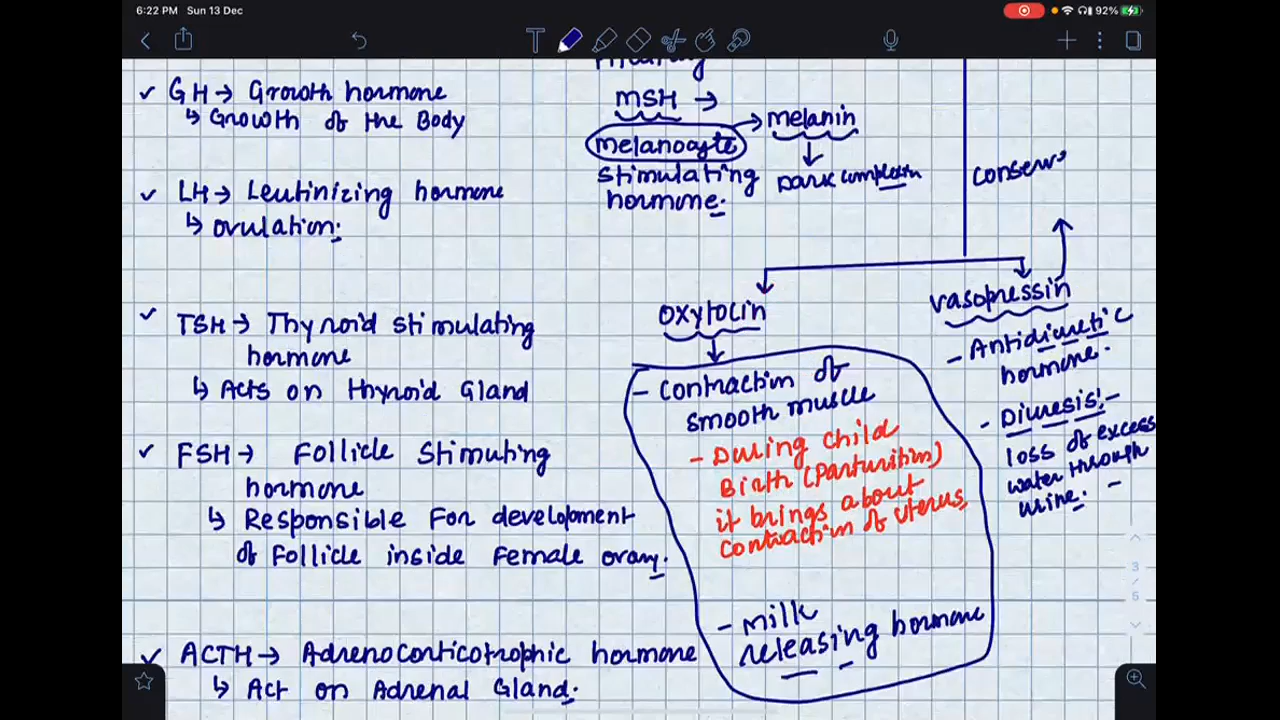 6:22 PM Sun 13 Dec
92%
GH → Growth hormone
↳ Growth of the Body
LH → Leutinizing hormone
↳ ovulation.
TSH → Thyroid stimulating
hormone
↳ Acts on thyroid Gland
FSH → Follicle Stimuting
hormone
↳ Responsible For development
of Follicle inside Female ovary.
ACTH → Adrenocorticotrophic hormone
↳ Act on Adrenal Gland.
MSH →
melanocyte → melanin
stimulating
hormone.
Dark complexn
conserv
oxytocin
- contraction of
smooth muscle
- During child
Birth (Parturition)
it brings about
contraction of uterus,
- milk
releasing hormone
vasopressin
- Antidiuretic
hormone.
- Diuresis:-
loss of excess
water through
urine. -
3
/
5